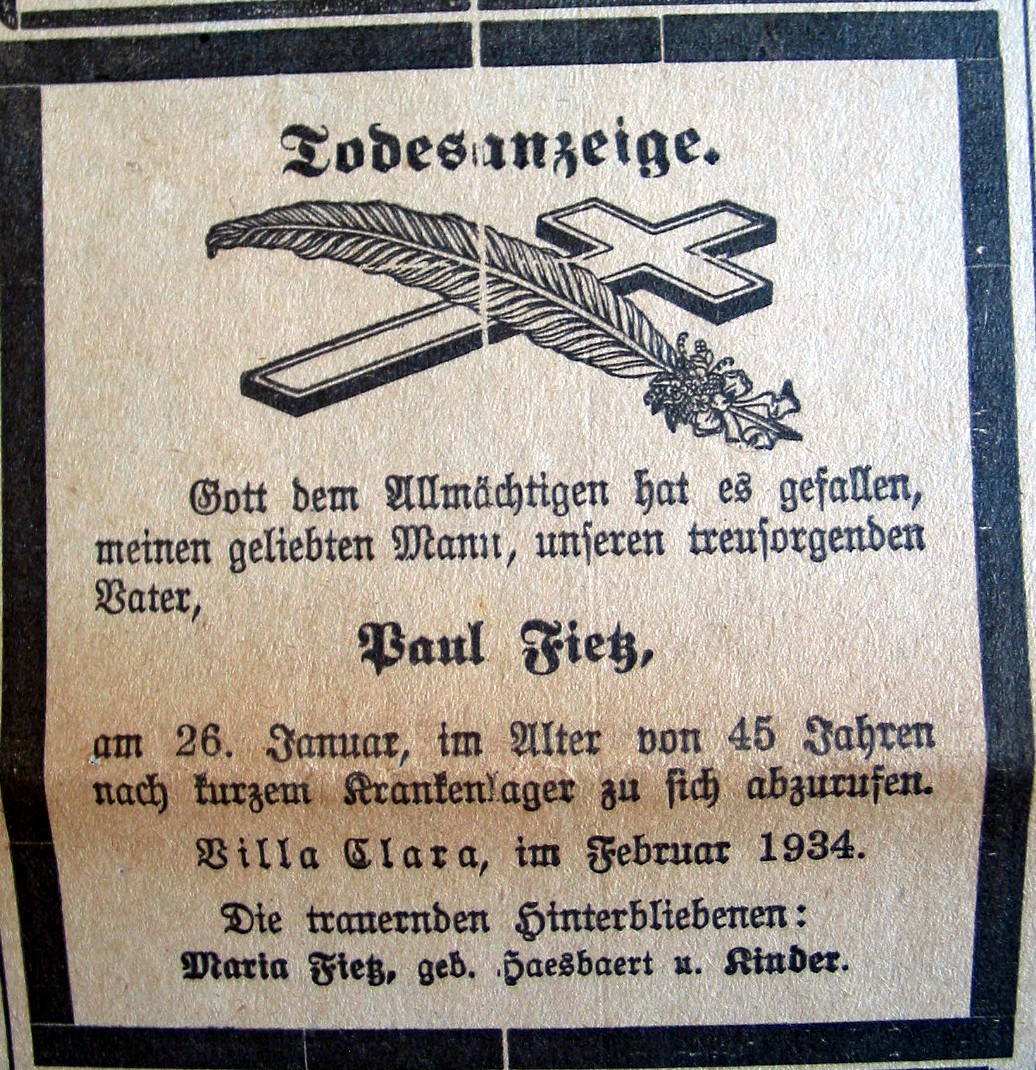 Todesanzeige.
Gott dem Allmächtigen hat es gefallen,
meinen geliebten Mann, unseren treusorgenden
Vater,
Paul Fietz,
am 26. Januar, im Alter von 45 Jahren
nach kurzem Krankenlager zu sich abzurufen.
Villa Clara, im Februar 1934.
Die trauernden Hinterbliebenen:
Maria Fietz, geb. Haesbaert u. Kinder.